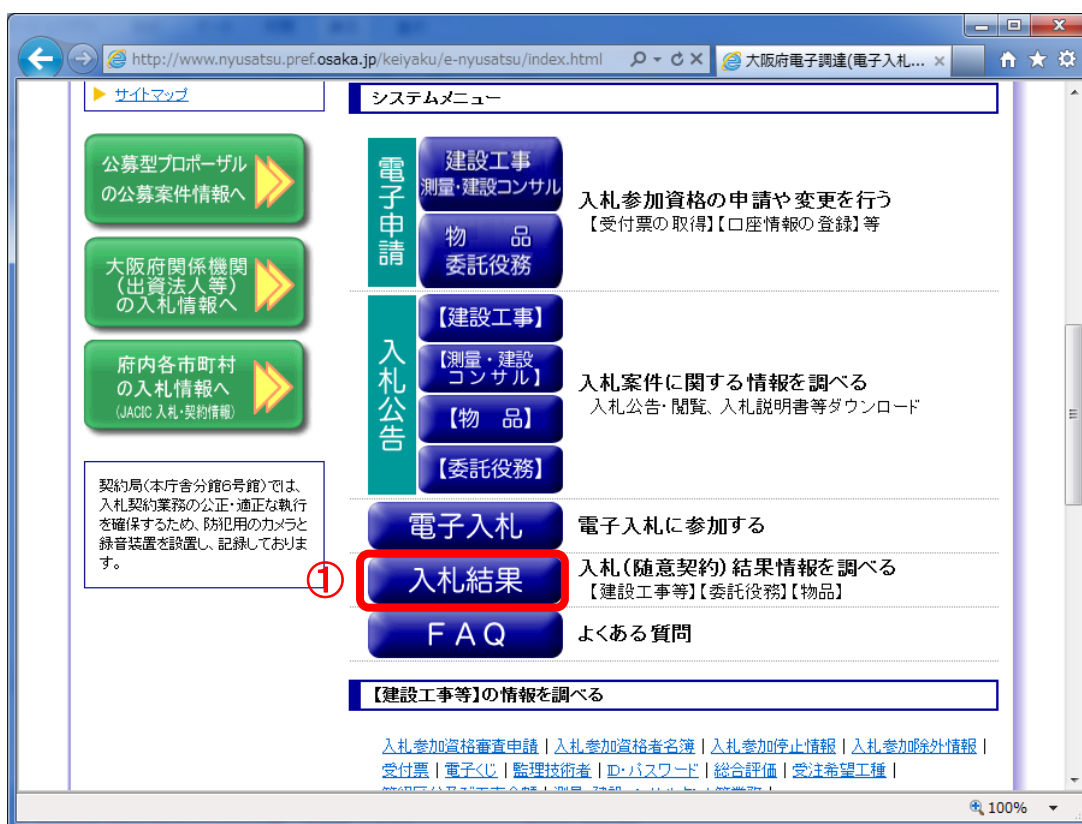 http://www.nyusatsu.pref.osaka.jp/keiyaku/e-nyusatsu/index.html
大阪府電子調達(電子入札...
サイトマップ
公募型プロポーザル
の公募案件情報へ
大阪府関係機関
(出資法人等)
の入札情報へ
府内各市町村
の入札情報へ
(JACIC 入札・契約情報)
契約局(本庁舎分館6号館)では、
入札契約業務の公正・適正な執行
を確保するため、防犯用のカメラと
録音装置を設置し、記録しておりま
す。
システムメニュー
電子申請
建設工事
測量・建設コンサル
物 品
委託役務
入札参加資格の申請や変更を行う
【受付票の取得】【口座情報の登録】等
入札公告
【建設工事】
【測量・建設
コンサル】
【物 品】
【委託役務】
入札案件に関する情報を調べる
入札公告・閲覧、入札説明書等ダウンロード
電子入札
電子入札に参加する
①
入札結果
入札(随意契約)結果情報を調べる
【建設工事等】【委託役務】【物品】
FAQ
よくある質問
【建設工事等】の情報を調べる
入札参加資格審査申請 | 入札参加資格者名簿 | 入札参加停止情報 | 入札参加除外情報 |
受付票 | 電子くじ | 監理技術者 | ID・パスワード | 総合評価 | 受注希望工種 |
100%